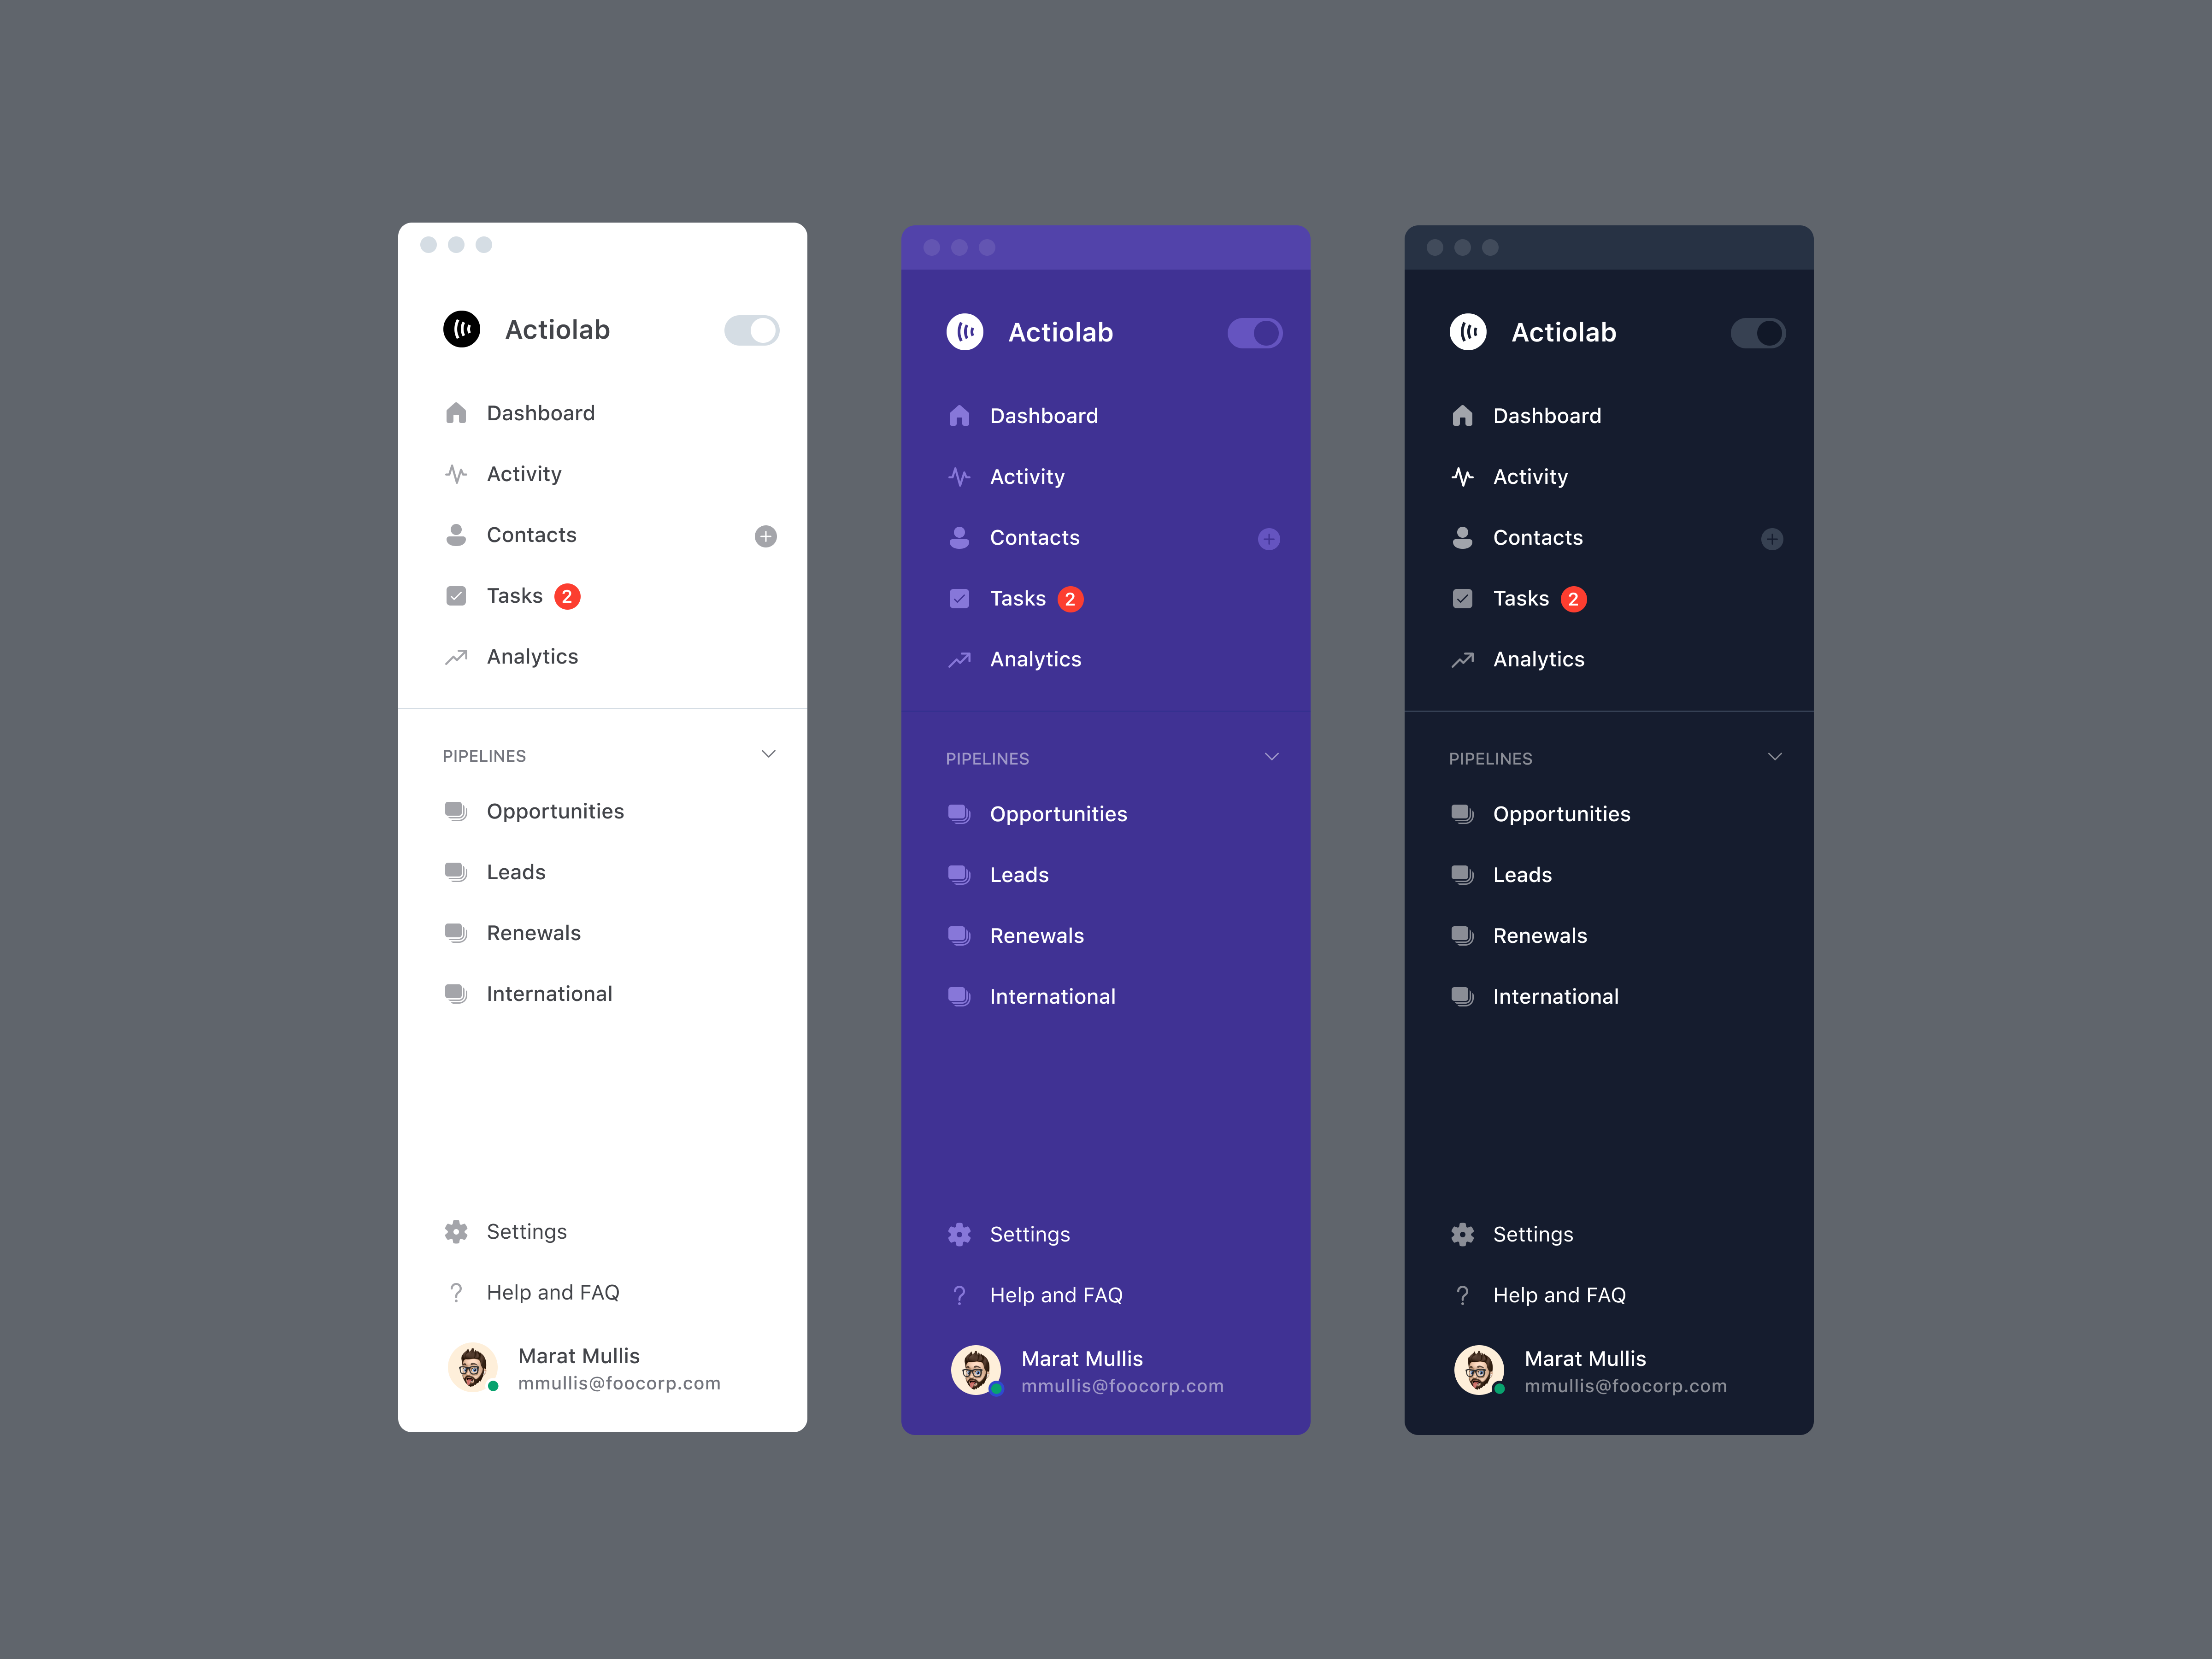 Actiolab
Dashboard
Activity
Contacts
Tasks 2
Analytics
PIPELINES
Opportunities
Leads
Renewals
International
Settings
Help and FAQ
Marat Mullis
mmullis@foocorp.com
Actiolab
Dashboard
Activity
Contacts
Tasks 2
Analytics
PIPELINES
Opportunities
Leads
Renewals
International
Settings
Help and FAQ
Marat Mullis
mmullis@foocorp.com
Actiolab
Dashboard
Activity
Contacts
Tasks 2
Analytics
PIPELINES
Opportunities
Leads
Renewals
International
Settings
Help and FAQ
Marat Mullis
mmullis@foocorp.com